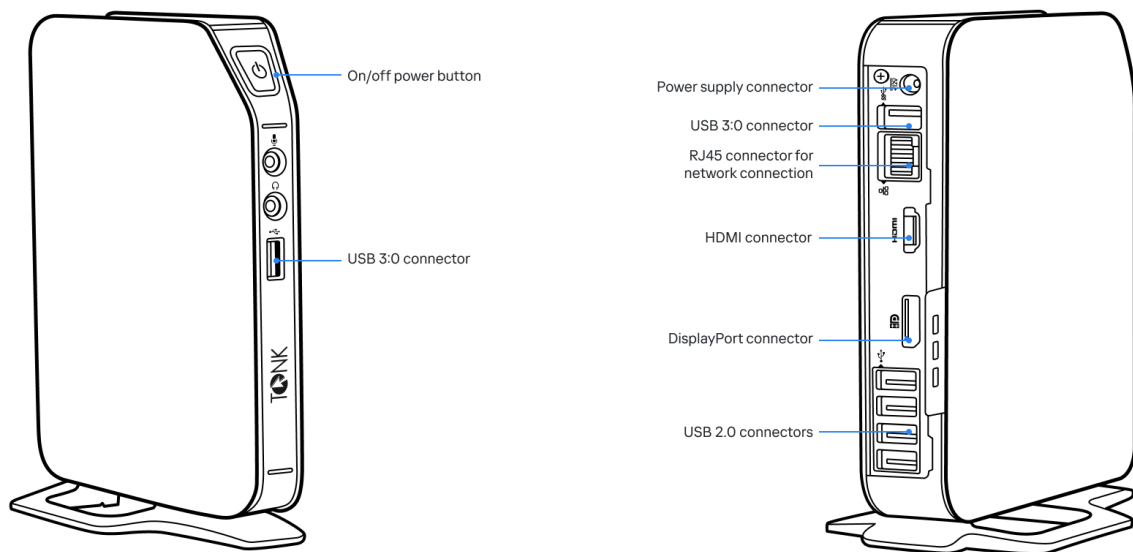 On/off power button
USB 3:0 connector
TONK
Power supply connector
USB 3:0 connector
RJ45 connector for
network connection
HDMI
HDMI connector
DisplayPort connector
USB 2.0 connectors